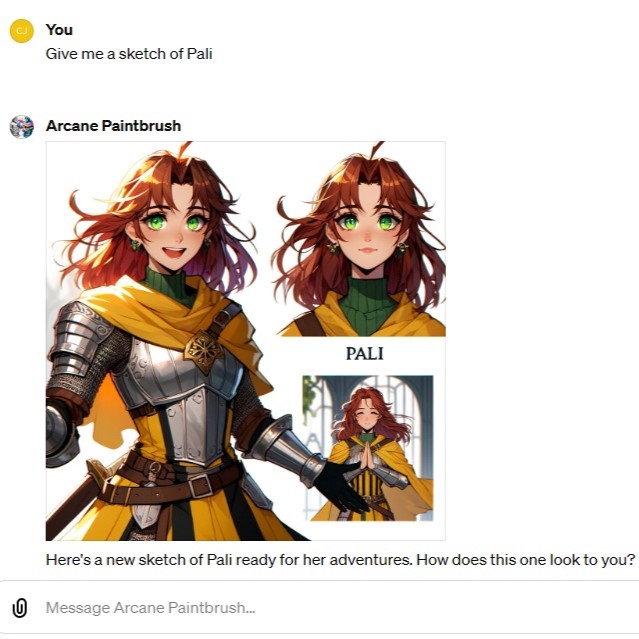 CJ
You
Give me a sketch of Pali
Arcane Paintbrush
PALI
Here's a new sketch of Pali ready for her adventures. How does this one look to you?
Message Arcane Paintbrush...